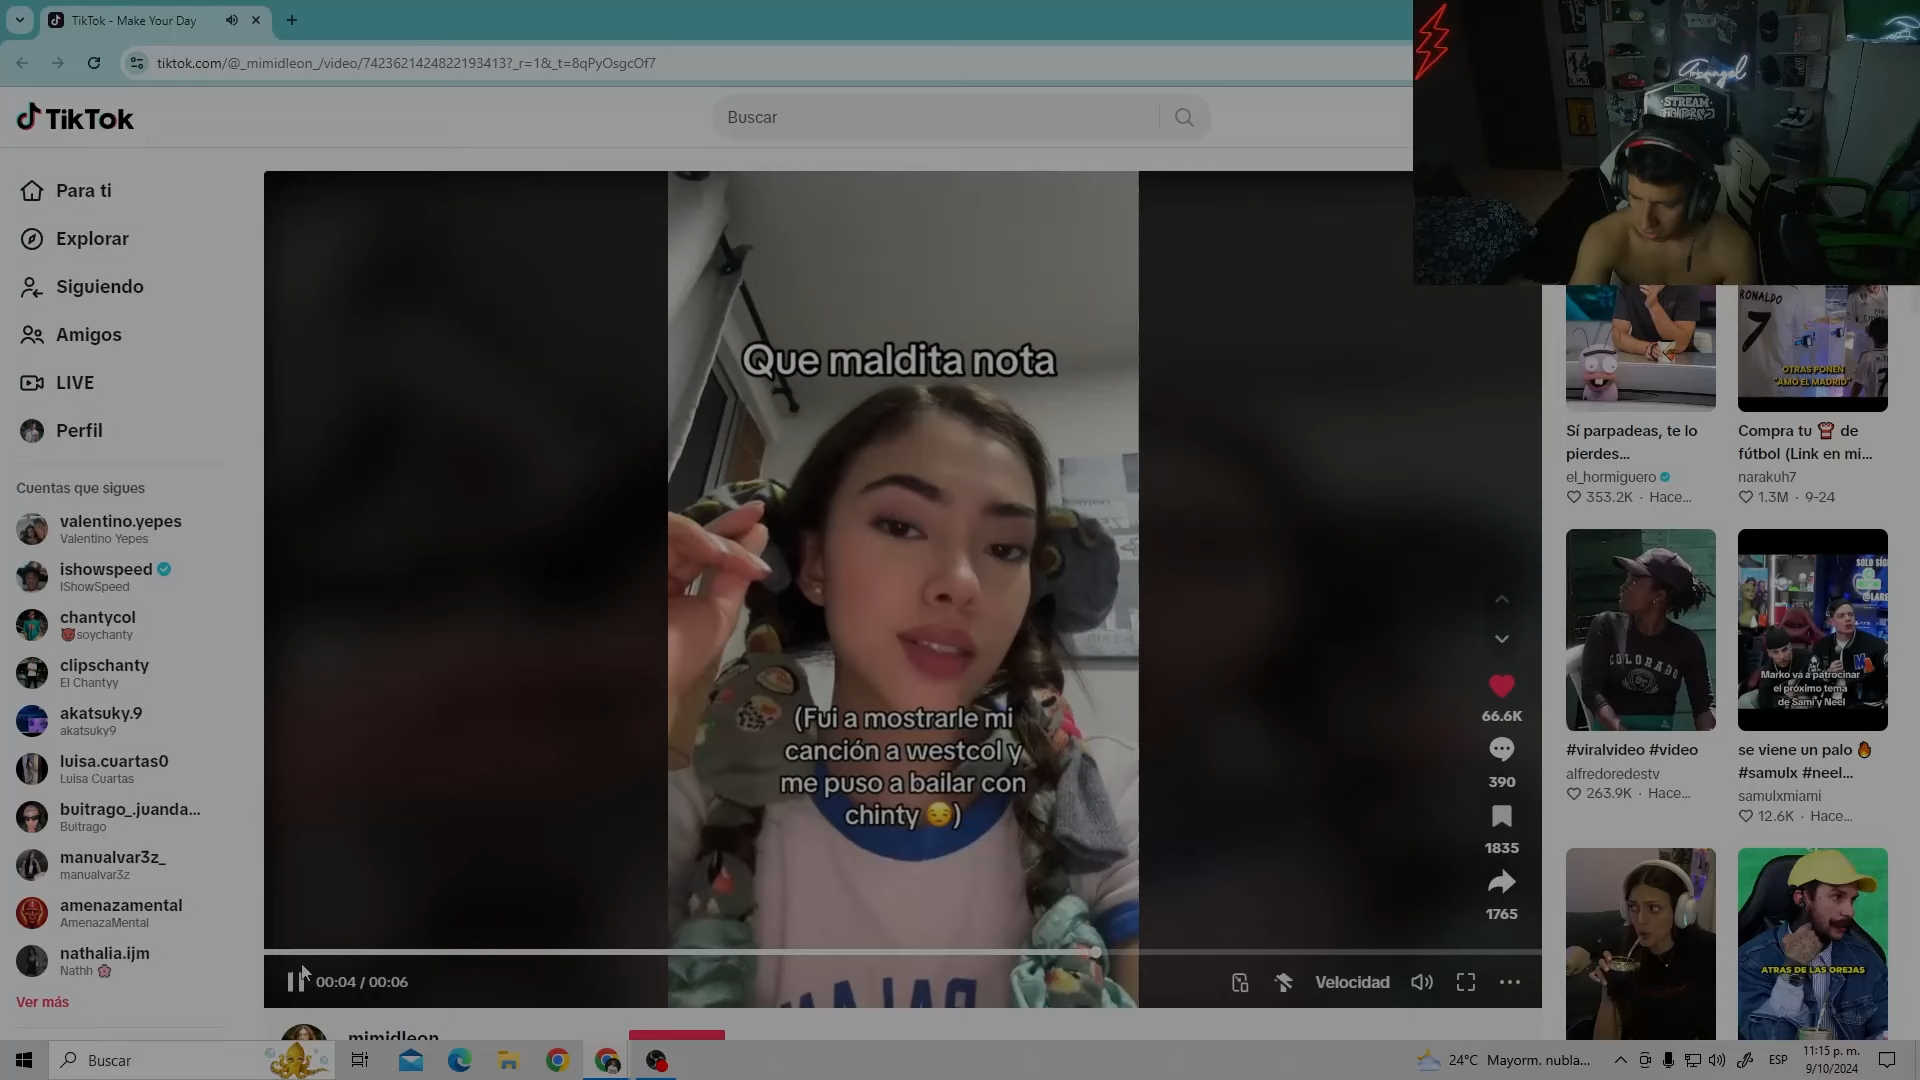 TikTok - Make Your Day
tiktok.com/@_mimidleon_/video/7423621424822193413?_r=1&_t=8qPyOsgcOf7
TikTok
Buscar
Para ti
Explorar
Siguiendo
Amigos
LIVE
Perfil
Cuentas que sigues
valentino.yepes
Valentino Yepes
ishowspeed
IShowSpeed
chantycol
👹soychanty
clipschanty
El Chantyy
akatsuky.9
akatsuky9
luisa.cuartas0
Luisa Cuartas
buitrago_.juanda...
Buitrago
manualvar3z_
manualvar3z
amenazamental
AmenazaMental
nathalia.ijm
Nathh 🌸
Ver más
Que maldita nota
(Fui a mostrarle mi
canción a westcol y
me puso a bailar con
chinty 😒)
66.6K
390
1835
1765
00:04 / 00:06
Velocidad
mimidleon
STREAM
FIGHTERS
RONALDO
7
OTRAS PONEN
"AMO EL MADRID"
Sí parpadeas, te lo
pierdes...
el_hormiguero
353.2K · Hace...
Compra tu 👕 de
fútbol (Link en mi...
narakuh7
1.3M · 9-24
COLORADO
#viralvideo #video
alfredoredestv
263.9K · Hace...
Marko va a patrocinar
el próximo tema
de Sami y Neel
se viene un palo 🔥
#samulx #neel...
samulxmiami
12.6K · Hace...
ATRAS DE LAS OREJAS
Buscar
24°C Mayorm. nubla...
ESP
11:15 p. m.
9/10/2024